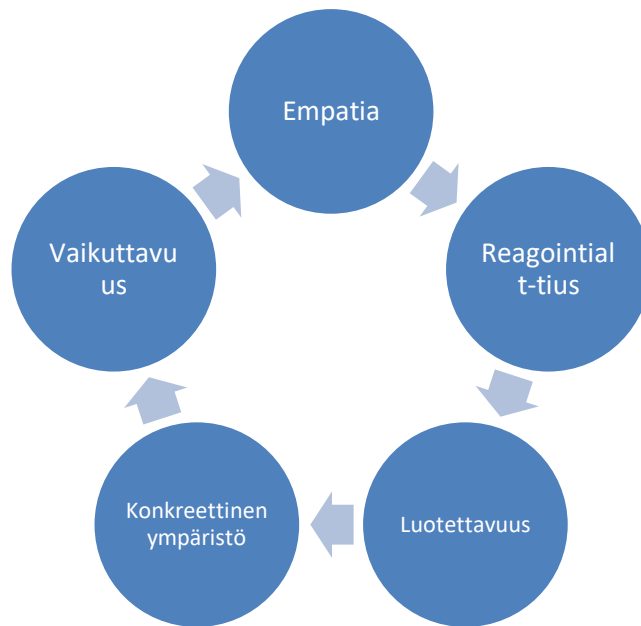 Empatia
Reagointial
t-tius
Luotettavuus
Konkreettinen
ympäristö
Vaikuttavu
us